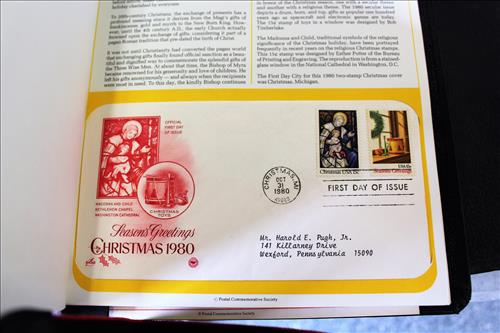 holiday cherished by everyone.
To 20th-century Christians, the exchange of presents has a
profound meaning since it derives from the Magi's gifts of
frankincense, gold and myrrh to the New Born King. How-
ever, until the 4th century A.D., the early Church actually
frowned upon the exchange of gifts, considering it part of a
pagan Roman tradition that pre-dated the birth of Christ.
It was not until Christianity had converted the pagan world
that exchanging gifts finally found official sanction as a beauti-
ful and dignified way to commemorate the splendid gifts of
the Three Wise Men. At about that time, the Bishop of Myra
became renowned for his generosity and love of children. He
left his gifts anonymously — and always when the recipients
were most in need. To this day, the kindly Bishop continues
in honor of the Christmas season, one with a secular theme
and another with a religious theme. The 1980 secular issue
depicts a drum, horn, and top, gifts as popular one hundred
years ago as spacecraft and electronic games are today.
The 15¢ stamp of toys in a window was designed by Bob
Timberlake.
The Madonna and Child, traditional symbols of the religious
significance of the Christmas holiday, have been portrayed
frequently in recent years on the religious Christmas stamps.
This 15¢ stamp was designed by Esther Porter of the Bureau
of Printing and Engraving. The reproduction is from a stained-
glass window in the National Cathedral in Washington, D.C.
The First Day City for this 1980 two-stamp Christmas cover
was Christmas, Michigan.
OFFICIAL
FIRST DAY
OF ISSUE
MADONNA AND CHILD
BETHLEHEM CHAPEL
WASHINGTON CATHEDRAL
CHRISTMAS
TOYS
Season's Greetings
CHRISTMAS 1980
CHRISTMAS, MI
OCT
31
1980
Christmas USA 15c
USA 15c
Season's Greetings
FIRST DAY OF ISSUE
Mr. Harold E. Pugh, Jr.
141 Killarney Drive
Wexford, Pennsylvania 15090
© Postal Commemorative Society
© Postal Commemorative Society